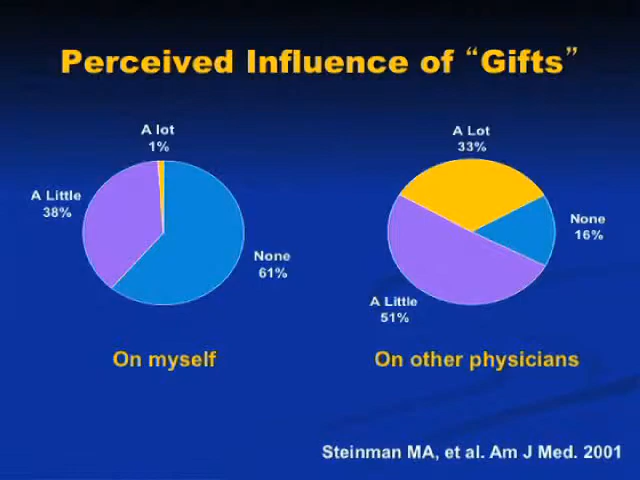 Perceived Influence of “Gifts”
A lot
1%
A Little
38%
None
61%
On myself
A Lot
33%
None
16%
A Little
51%
On other physicians
Steinman MA, et al. Am J Med. 2001